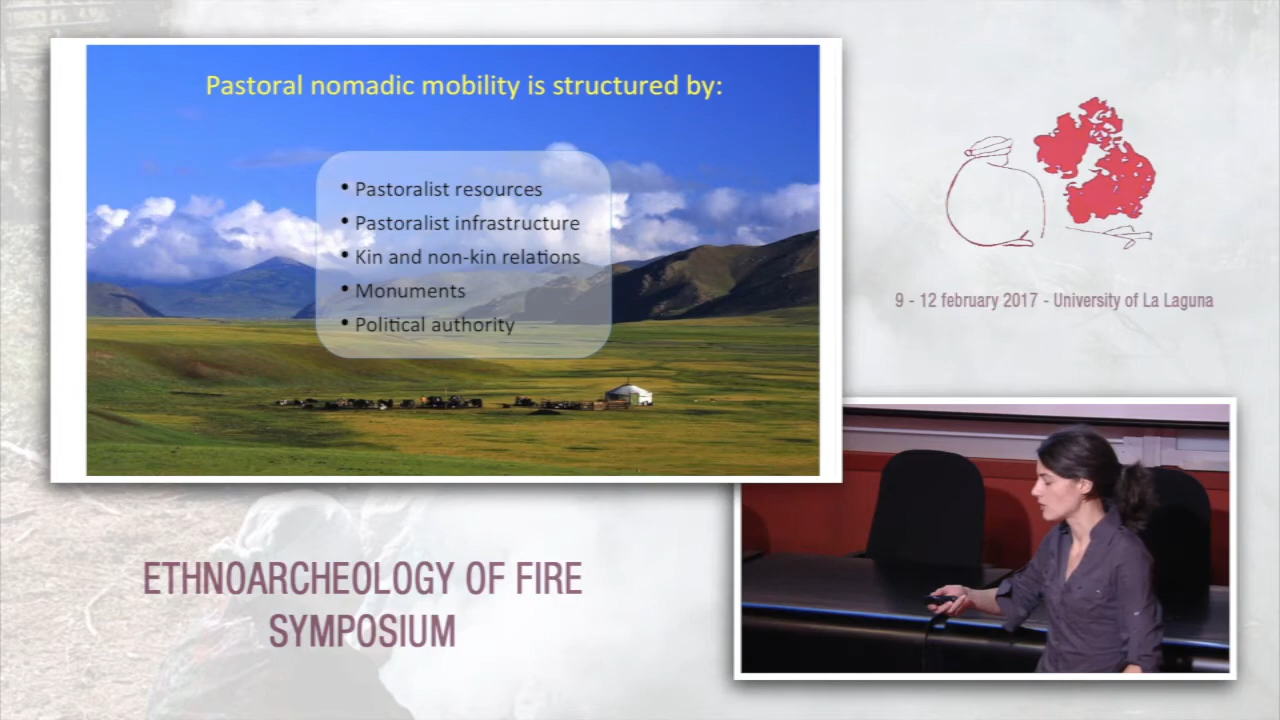 Pastoral nomadic mobility is structured by:
• Pastoralist resources
• Pastoralist infrastructure
• Kin and non-kin relations
• Monuments
• Political authority
9 - 12 february 2017 - University of La Laguna
ETHNOARCHEOLOGY OF FIRE
SYMPOSIUM